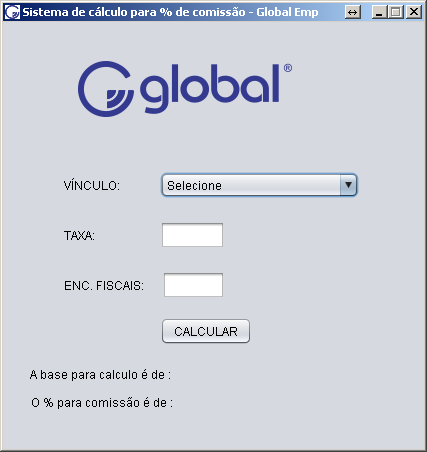 Sistema de cálculo para % de comissão - Global Emp
global®
VÍNCULO: Selecione
TAXA:
ENC. FISCAIS:
CALCULAR
A base para calculo é de :
O % para comissão é de :